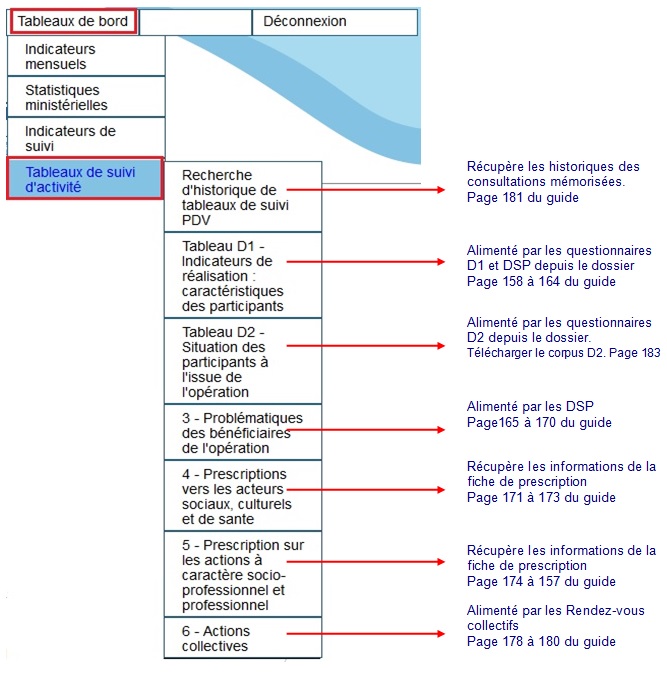 Tableaux de bord
Déconnexion
Indicateurs
mensuels
Statistiques
ministérielles
Indicateurs de
suivi
Tableaux de suivi
d'activité
Recherche
d'historique de
tableaux de suivi
PDV
Récupère les historiques des
consultations mémorisées.
Page 181 du guide
Tableau D1 -
Indicateurs de
réalisation :
caractéristiques
des participants
Alimenté par les questionnaires
D1 et DSP depuis le dossier
Page 158 à 164 du guide
Tableau D2 -
Situation des
participants à
l'issue de
l'opération
Alimenté par les questionnaires
D2 depuis le dossier.
Télécharger le corpus D2. Page 183
3 - Problématiques
des bénéficiaires
de l'opération
Alimenté par les DSP
Page165 à 170 du guide
4 - Prescriptions
vers les acteurs
sociaux, culturels
et de sante
Récupère les informations de la
fiche de prescription
Page 171 à 173 du guide
5 - Prescription sur
les actions à
caractère socio-
professionnel et
professionnel
Récupère les informations de la
fiche de prescription
Page 174 à 157 du guide
6 - Actions
collectives
Alimenté par les Rendez-vous
collectifs
Page 178 à 180 du guide